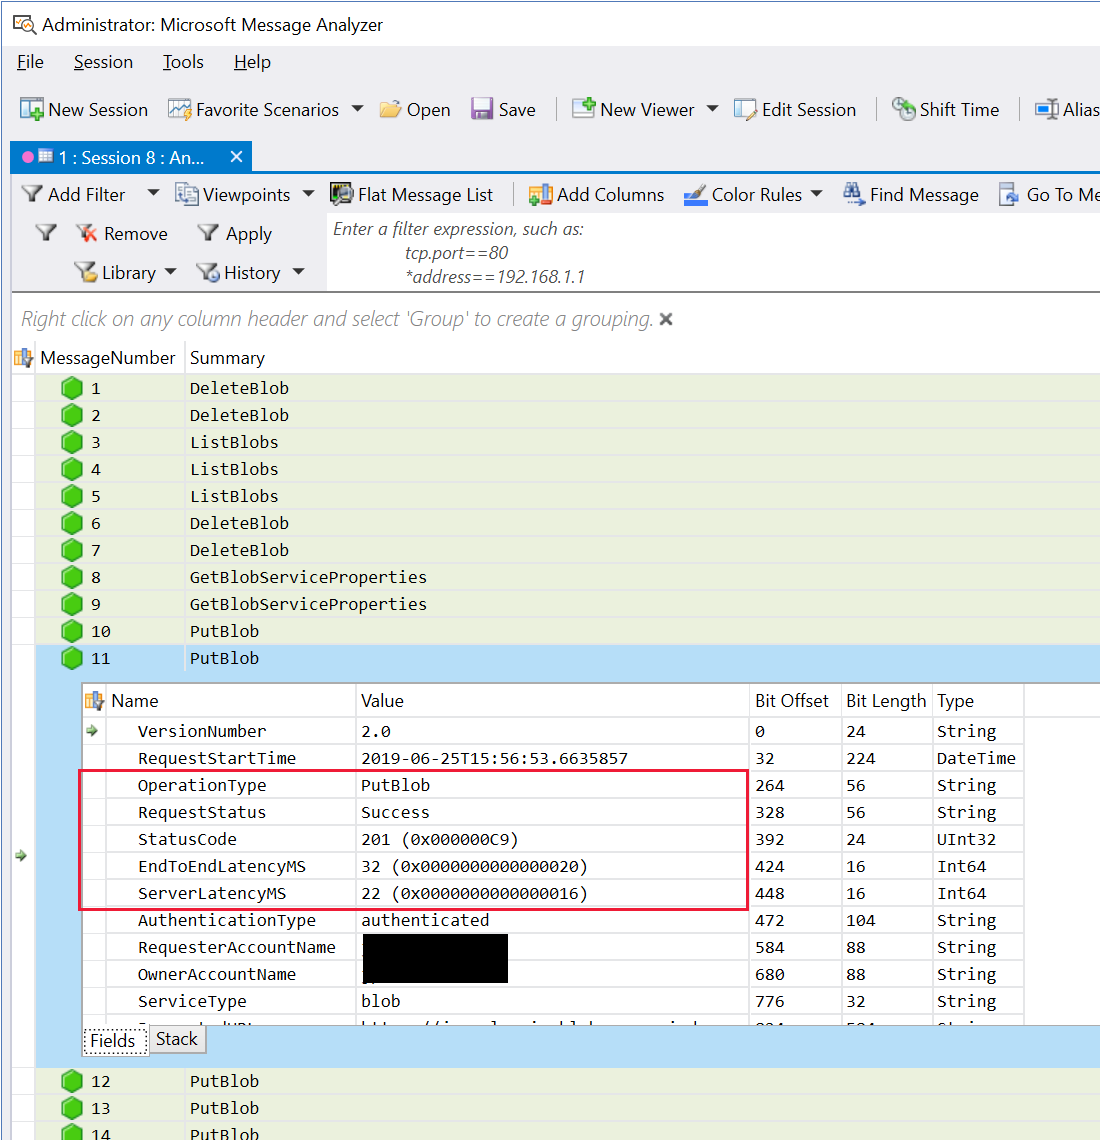 Administrator: Microsoft Message Analyzer
File Session Tools Help
New Session Favorite Scenarios Open Save New Viewer Edit Session Shift Time Alias
1 : Session 8 : An...
Add Filter Viewpoints Flat Message List Add Columns Color Rules Find Message Go To Me
Remove Apply
Library History
Enter a filter expression, such as:
tcp.port==80
*address==192.168.1.1
Right click on any column header and select 'Group' to create a grouping.
MessageNumber Summary
1 DeleteBlob
2 DeleteBlob
3 ListBlobs
4 ListBlobs
5 ListBlobs
6 DeleteBlob
7 DeleteBlob
8 GetBlobServiceProperties
9 GetBlobServiceProperties
10 PutBlob
11 PutBlob
Name Value Bit Offset Bit Length Type
VersionNumber 2.0 0 24 String
RequestStartTime 2019-06-25T15:56:53.6635857 32 224 DateTime
OperationType PutBlob 264 56 String
RequestStatus Success 328 56 String
StatusCode 201 (0x000000C9) 392 24 UInt32
EndToEndLatencyMS 32 (0x0000000000000020) 424 16 Int64
ServerLatencyMS 22 (0x0000000000000016) 448 16 Int64
AuthenticationType authenticated 472 104 String
RequesterAccountName 584 88 String
OwnerAccountName 680 88 String
ServiceType blob 776 32 String
Fields Stack
12 PutBlob
13 PutBlob
14 PutBlob